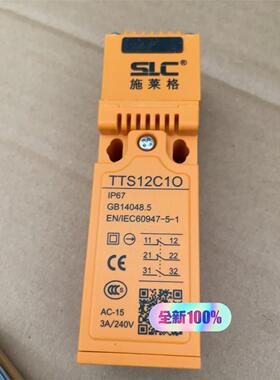 SLC®
施莱格
TTS12C1O
IP67
GB14048.5
EN/IEC60947-5-1
11 12
21 22
31 32
CCC
AC-15
3A/240V
全新100%